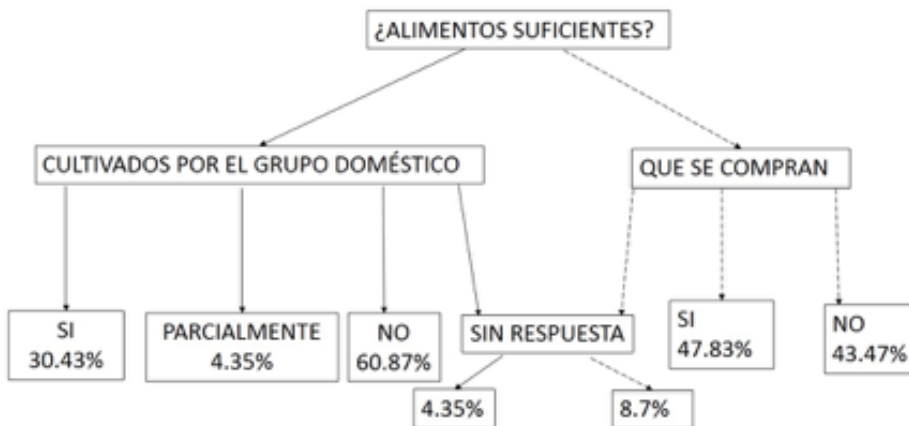 ¿ALIMENTOS SUFICIENTES?
CULTIVADOS POR EL GRUPO DOMÉSTICO
QUE SE COMPRAN
SI
30.43%
PARCIALMENTE
4.35%
NO
60.87%
SIN RESPUESTA
SI
47.83%
NO
43.47%
4.35%
8.7%